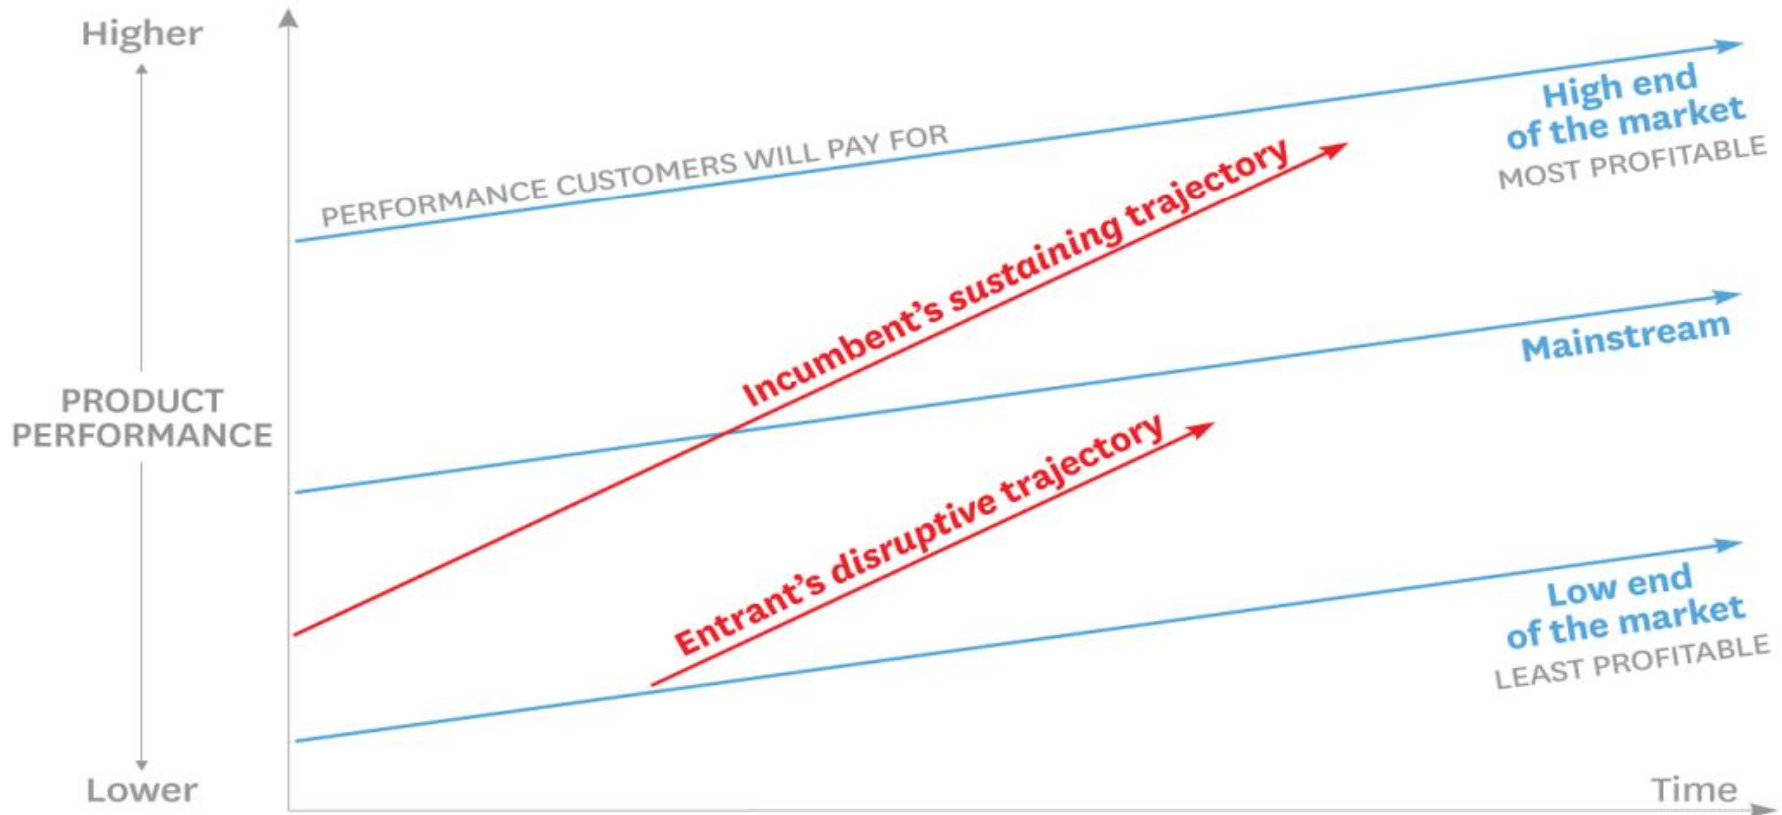 Higher
PERFORMANCE CUSTOMERS WILL PAY FOR
High end
of the market
MOST PROFITABLE
Incumbent’s sustaining trajectory
Mainstream
PRODUCT
PERFORMANCE
Entrant’s disruptive trajectory
Low end
of the market
LEAST PROFITABLE
Lower
Time